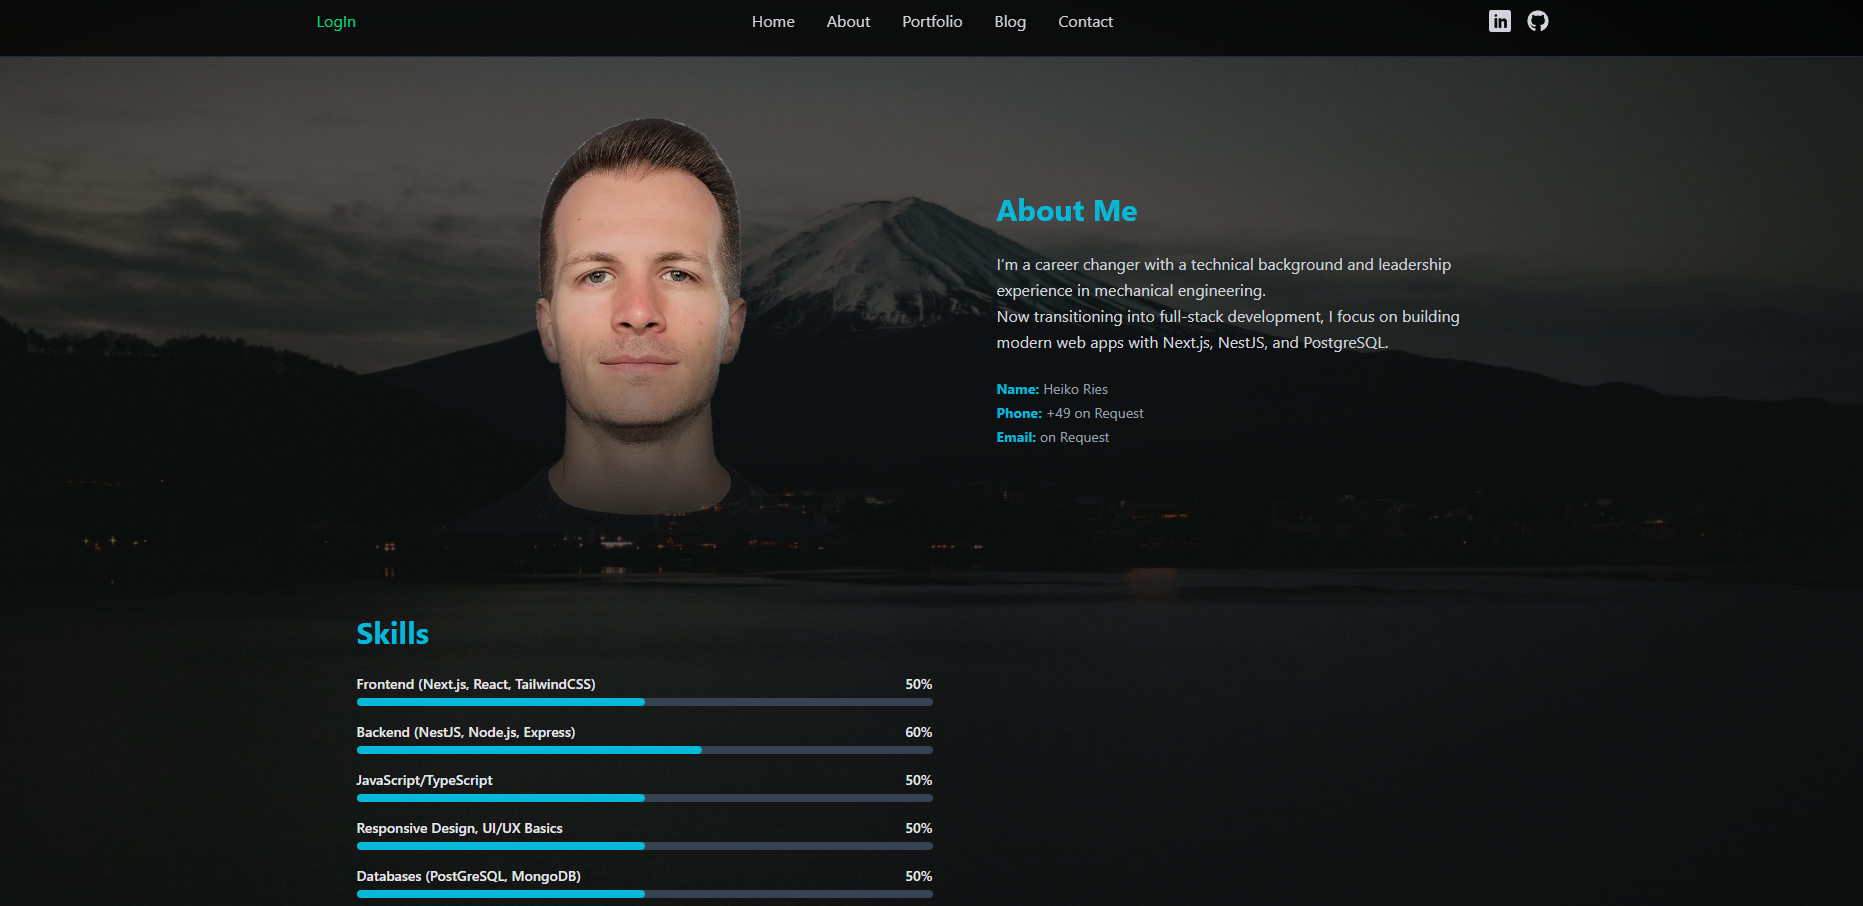 LogIn
Home
About
Portfolio
Blog
Contact
in
About Me
I’m a career changer with a technical background and leadership
experience in mechanical engineering.
Now transitioning into full-stack development, I focus on building
modern web apps with Next.js, NestJS, and PostgreSQL.
Name: Heiko Ries
Phone: +49 on Request
Email: on Request
Skills
Frontend (Next.js, React, TailwindCSS) 50%
Backend (NestJS, Node.js, Express) 60%
JavaScript/TypeScript 50%
Responsive Design, UI/UX Basics 50%
Databases (PostGreSQL, MongoDB) 50%